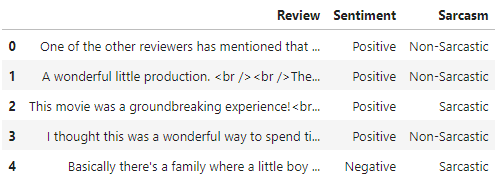 Review Sentiment Sarcasm
0 One of the other reviewers has mentioned that ... Positive Non-Sarcastic
1 A wonderful little production. <br /><br />The... Positive Non-Sarcastic
2 This movie was a groundbreaking experience!<br... Positive Sarcastic
3 I thought this was a wonderful way to spend ti... Positive Non-Sarcastic
4 Basically there's a family where a little boy ... Negative Sarcastic